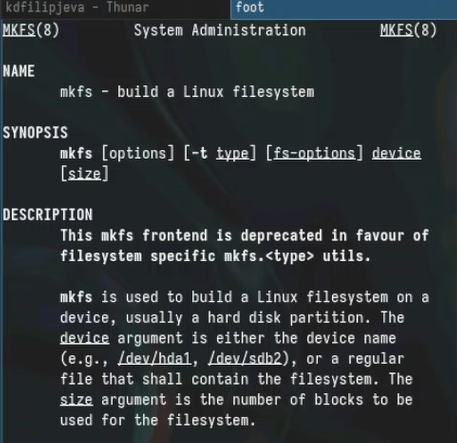 kdfilipjeva - Thunar foot
MKFS(8) System Administration MKFS(8)
NAME
mkfs - build a Linux filesystem
SYNOPSIS
mkfs [options] [-t type] [fs-options] device
[size]
DESCRIPTION
This mkfs frontend is deprecated in favour of
filesystem specific mkfs.<type> utils.
mkfs is used to build a Linux filesystem on a
device, usually a hard disk partition. The
device argument is either the device name
(e.g., /dev/hda1, /dev/sdb2), or a regular
file that shall contain the filesystem. The
size argument is the number of blocks to be
used for the filesystem.